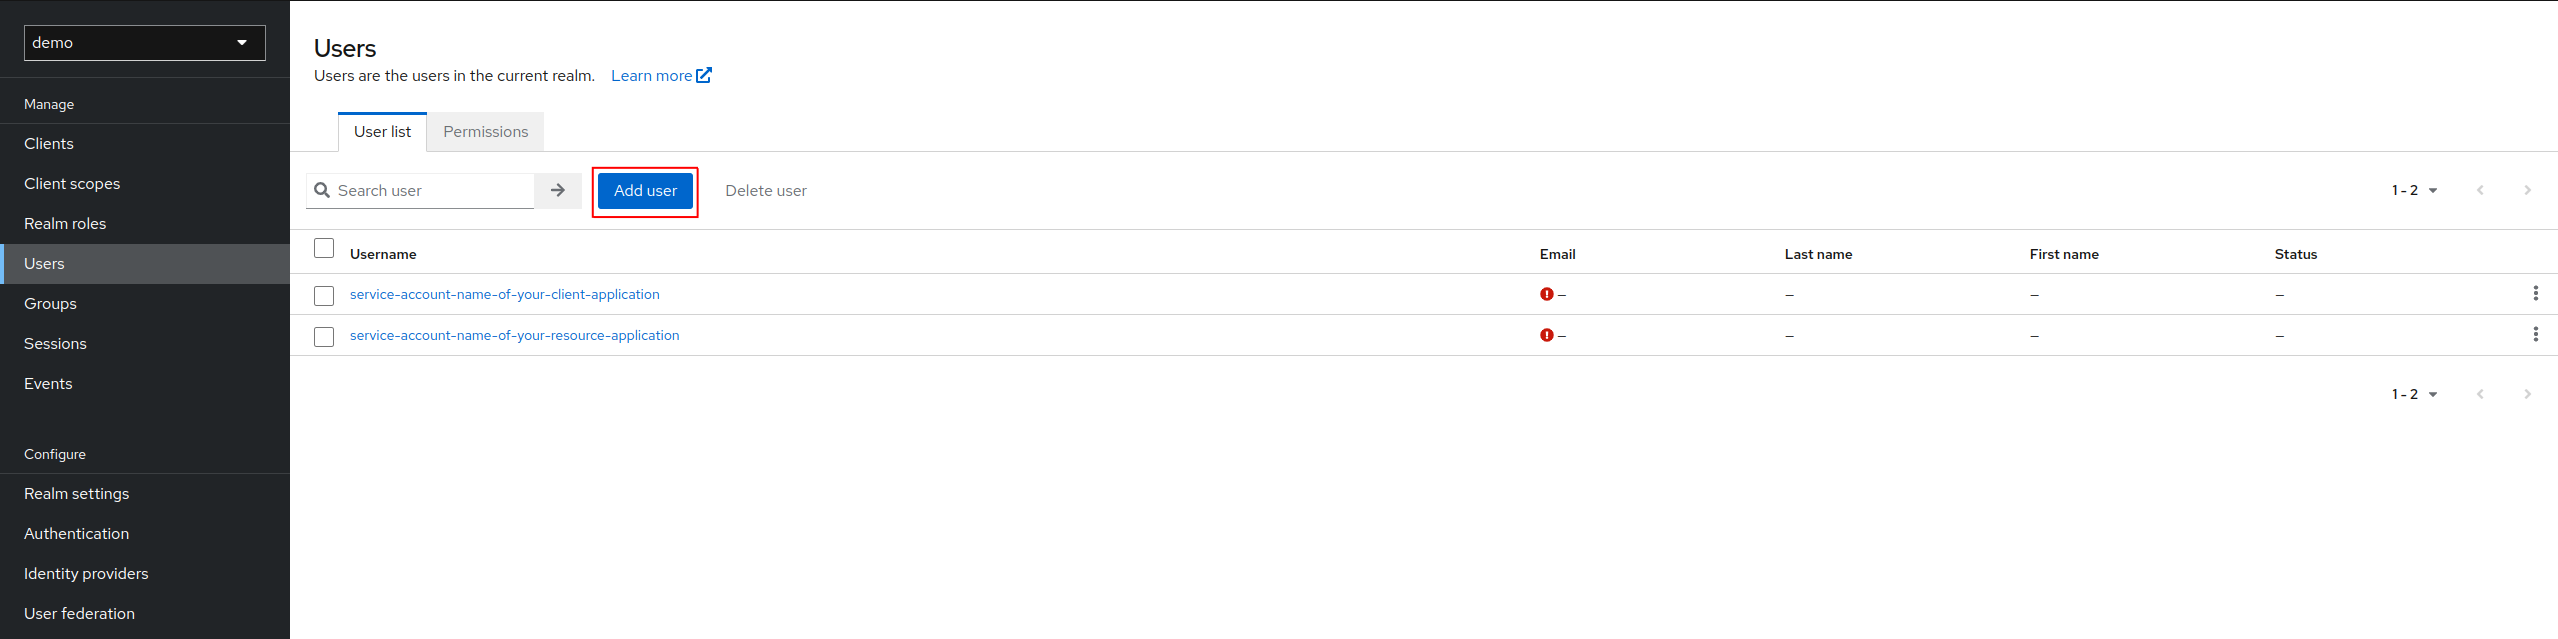 demo
Manage
Clients
Client scopes
Realm roles
Users
Groups
Sessions
Events
Configure
Realm settings
Authentication
Identity providers
User federation
Users
Users are the users in the current realm. Learn more
User list Permissions
Search user Add user Delete user 1 - 2
Username Email Last name First name Status
service-account-name-of-your-client-application – – – –
service-account-name-of-your-resource-application – – – –
1 - 2